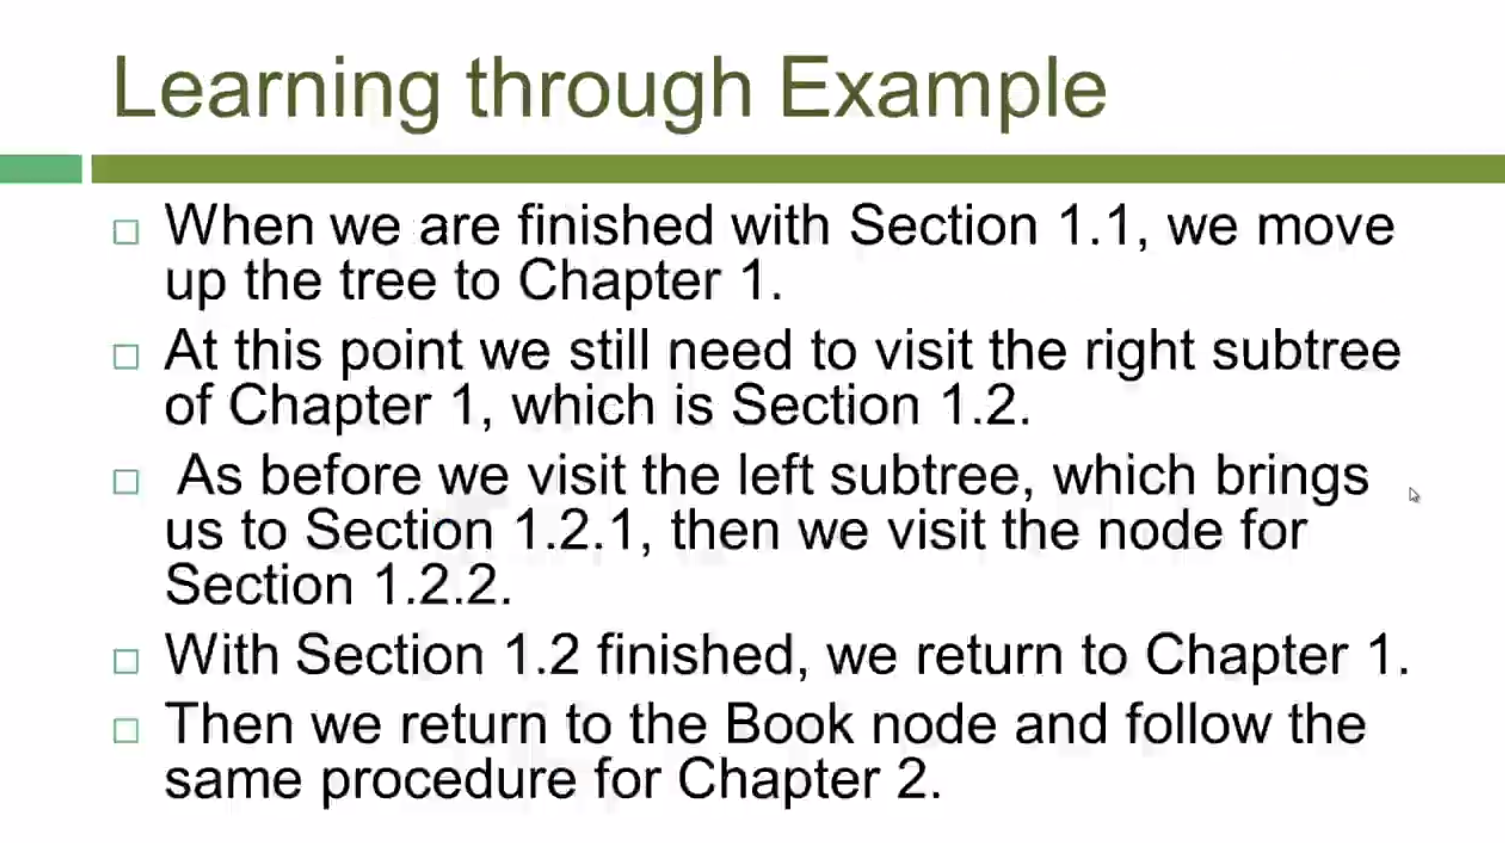 Learning through Example
When we are finished with Section 1.1, we move
up the tree to Chapter 1.
At this point we still need to visit the right subtree
of Chapter 1, which is Section 1.2.
As before we visit the left subtree, which brings
us to Section 1.2.1, then we visit the node for
Section 1.2.2.
With Section 1.2 finished, we return to Chapter 1.
Then we return to the Book node and follow the
same procedure for Chapter 2.